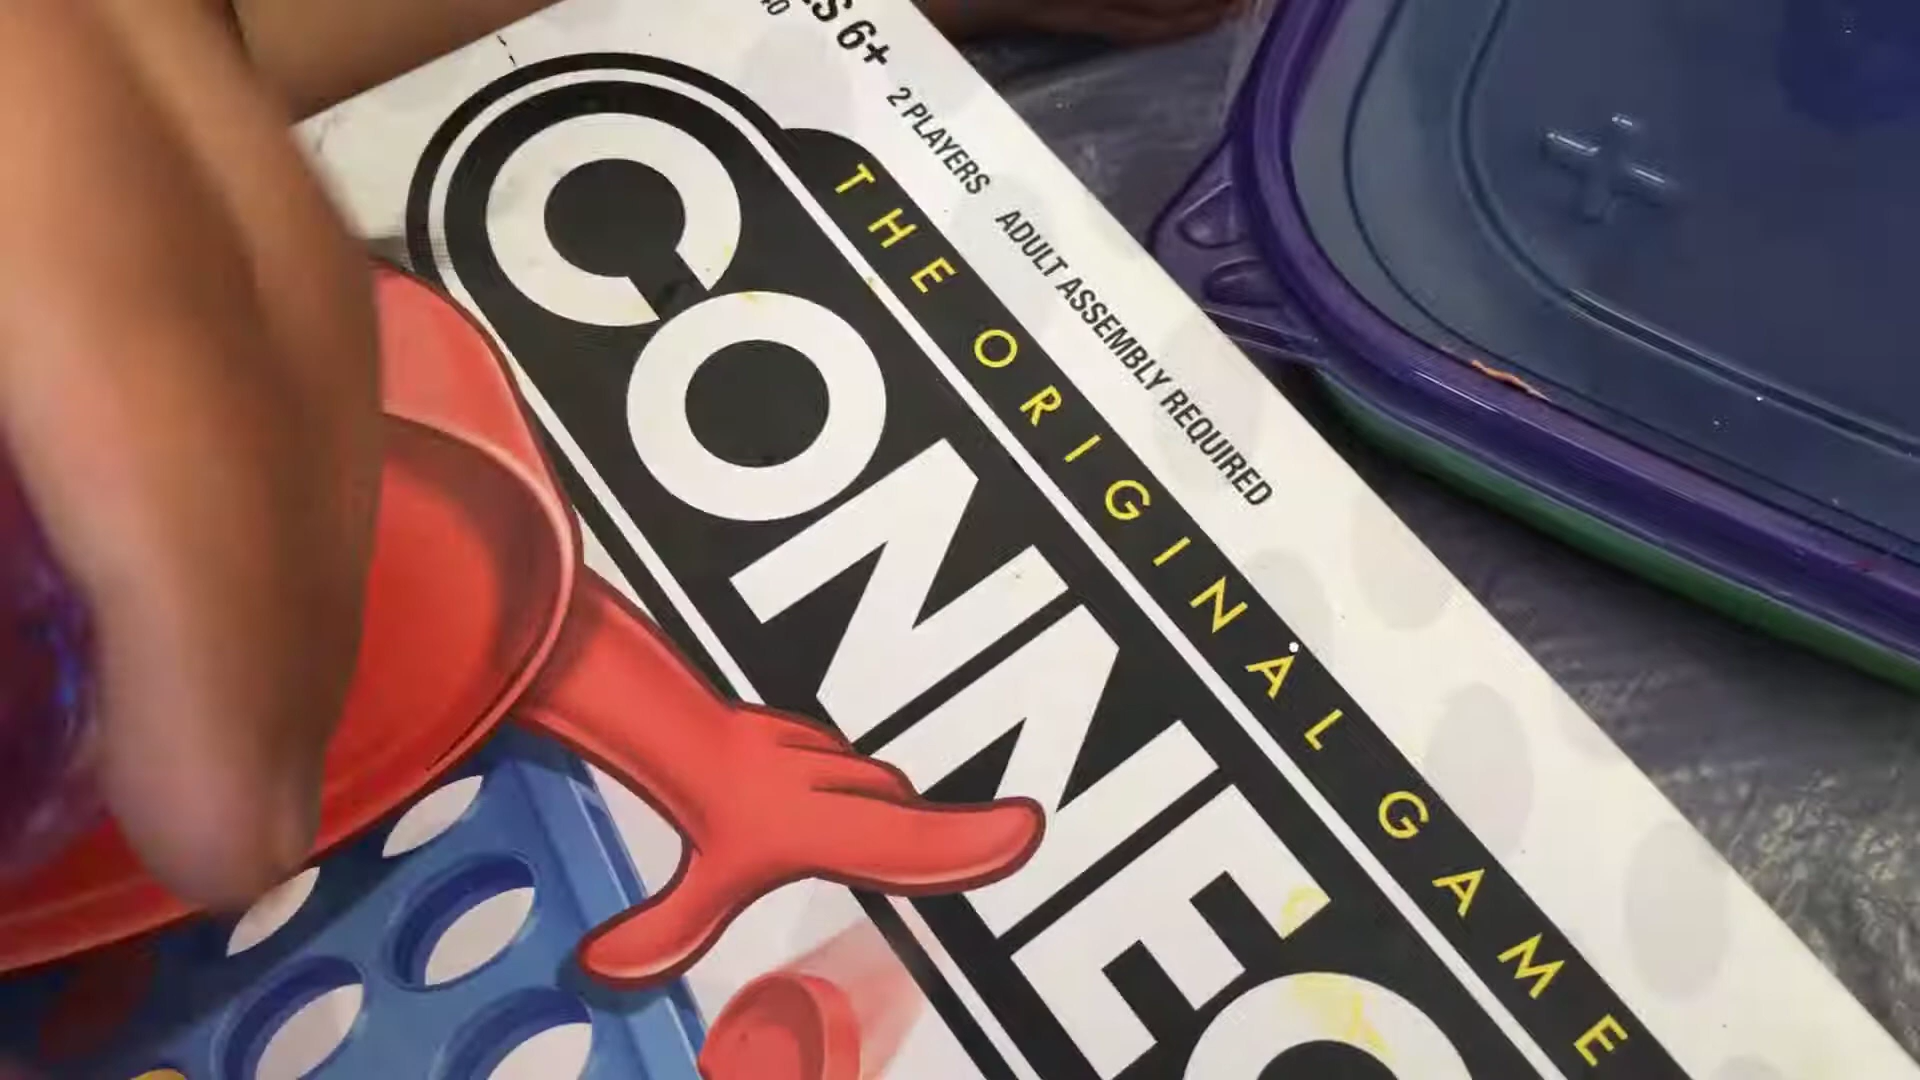 6+ 2 PLAYERS ADULT ASSEMBLY REQUIRED
THE ORIGINAL GAME
CONNEC